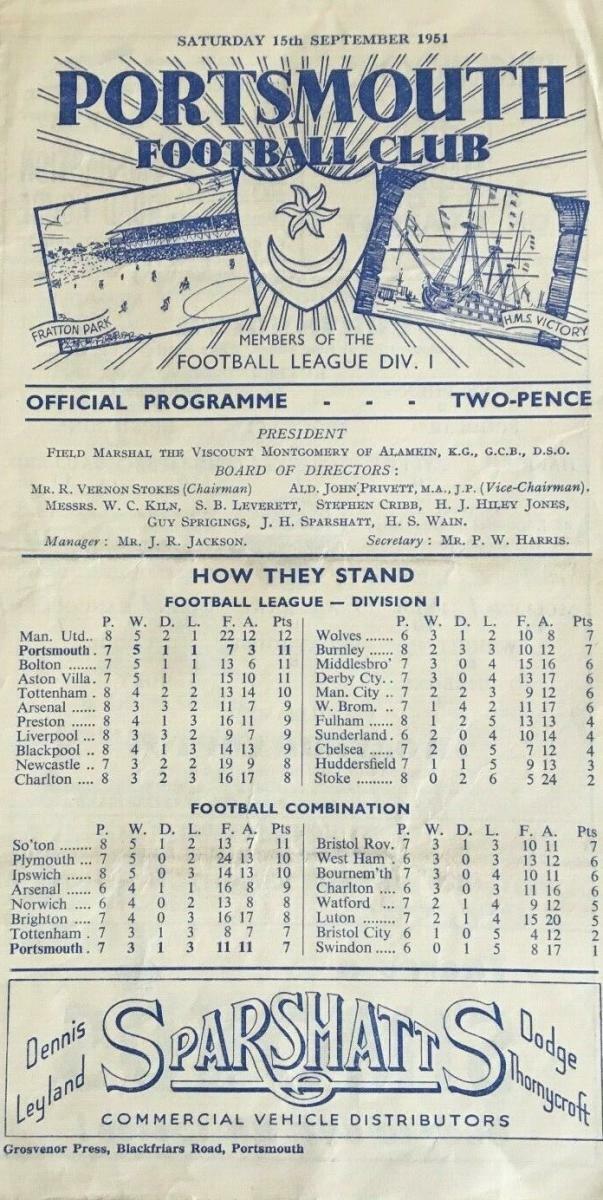 SATURDAY 15th SEPTEMBER 1951
PORTSMOUTH
FOOTBALL CLUB
FRATTON PARK
H.M.S. VICTORY
MEMBERS OF THE
FOOTBALL LEAGUE DIV. I
OFFICIAL PROGRAMME - - - TWO-PENCE
PRESIDENT
FIELD MARSHAL THE VISCOUNT MONTGOMERY OF ALAMEIN, K.G., G.C.B., D.S.O.
BOARD OF DIRECTORS :
MR. R. VERNON STOKES (Chairman) ALD. JOHN PRIVETT, M.A., J.P. (Vice-Chairman).
MESSRS. W. C. KILN, S. B. LEVERETT, STEPHEN CRIBB, H. J. HILEY JONES,
GUY SPRIGINGS, J. H. SPARSHATT, H. S. WAIN.
Manager : MR. J. R. JACKSON. Secretary : MR. P. W. HARRIS.
HOW THEY STAND
FOOTBALL LEAGUE — DIVISION I
P. W. D. L. F. A. Pts
Man. Utd.. 8 5 2 1 22 12 12
Portsmouth. 7 5 1 1 7 3 11
Bolton ...... 7 5 1 1 13 6 11
Aston Villa. 7 5 1 1 15 10 11
Tottenham . 8 4 2 2 13 14 10
Arsenal ...... 8 3 3 2 11 7 9
Preston ...... 8 4 1 3 16 11 9
Liverpool ... 8 3 3 2 9 7 9
Blackpool .. 8 4 1 3 14 13 9
Newcastle .. 7 3 2 2 19 9 8
Charlton .... 8 3 2 3 16 17 8
P. W. D. L. F. A. Pts
Wolves ...... 6 3 1 2 10 8 7
Burnley ...... 8 2 3 3 10 12 7
Middlesbro' 7 3 0 4 15 16 6
Derby Cty.. 7 3 0 4 13 17 6
Man. City .. 7 2 2 3 9 12 6
W. Brom. .. 7 1 4 2 11 17 6
Fulham ...... 8 1 2 5 13 13 4
Sunderland . 6 2 0 4 10 14 4
Chelsea ...... 7 2 0 5 7 12 4
Huddersfield 7 1 1 5 9 13 3
Stoke ......... 8 0 2 6 5 24 2
FOOTBALL COMBINATION
P. W. D. L. F. A. Pts
So'ton ........ 8 5 1 2 13 7 11
Plymouth ... 7 5 0 2 24 13 10
Ipswich ...... 8 5 0 3 14 13 10
Arsenal ...... 6 4 1 1 16 8 9
Norwich .... 6 4 0 2 13 8 8
Brighton .... 7 4 0 3 16 17 8
Tottenham . 7 3 1 3 8 7 7
Portsmouth . 7 3 1 3 11 11 7
P. W. D. L. F. A. Pts
Bristol Rov. 7 3 1 3 10 11 7
West Ham . 6 3 0 3 13 12 6
Bournem'th 7 3 0 4 10 11 6
Charlton .... 6 3 0 3 11 16 6
Watford ... 7 2 1 4 9 12 5
Luton ........ 7 2 1 4 15 20 5
Bristol City 6 1 0 5 4 12 2
Swindon ..... 6 0 1 5 8 17 1
Dennis
Leyland
SPARSHATTS
Dodge
Thornycroft
COMMERCIAL VEHICLE DISTRIBUTORS
Grosvenor Press, Blackfriars Road, Portsmouth